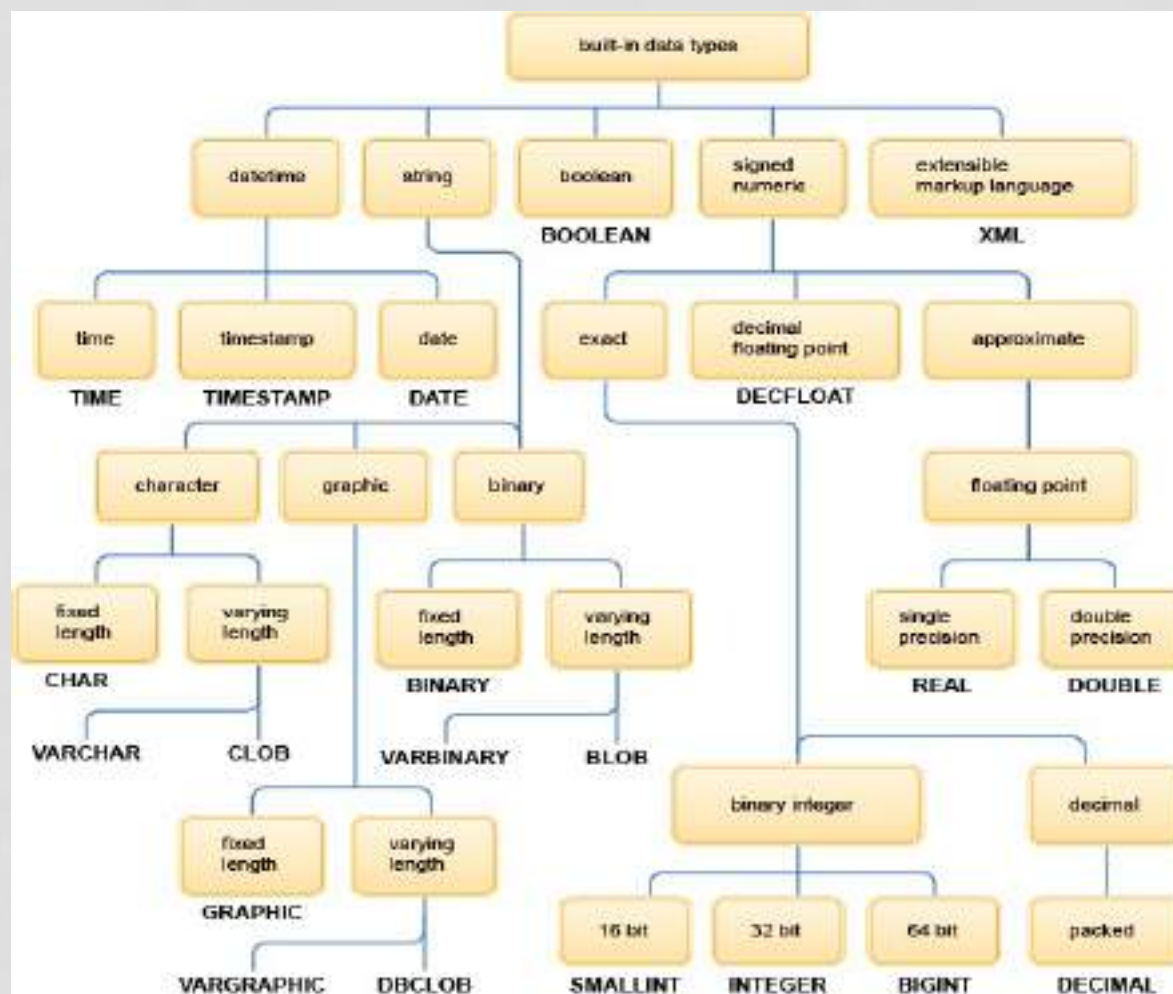 built-in data types
datetime
string
boolean
signed
numeric
extensible
markup language
BOOLEAN
XML
time
timestamp
date
exact
decimal
floating point
approximate
TIME
TIMESTAMP
DATE
DECFLOAT
character
graphic
binary
floating point
fixed
length
varying
length
fixed
length
varying
length
single
precision
double
precision
CHAR
BINARY
REAL
DOUBLE
VARCHAR
CLOB
VARBINARY
BLOB
binary integer
decimal
fixed
length
varying
length
GRAPHIC
16 bit
32 bit
64 bit
packed
VARGRAPHIC
DBCLOB
SMALLINT
INTEGER
BIGINT
DECIMAL